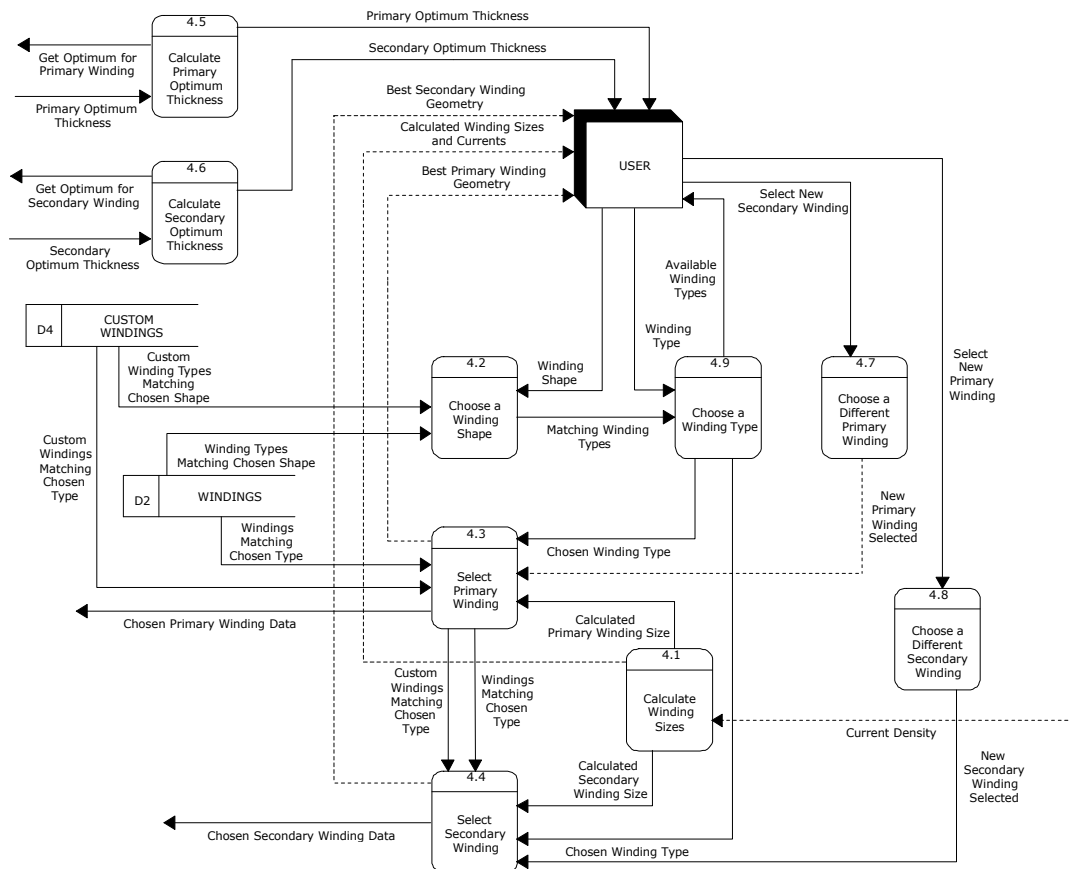 4.5
Calculate
Primary
Optimum
Thickness
Get Optimum for
Primary Winding
Primary Optimum
Thickness
Primary Optimum Thickness
Secondary Optimum Thickness
4.6
Calculate
Secondary
Optimum
Thickness
Get Optimum for
Secondary Winding
Secondary
Optimum Thickness
Best Secondary Winding
Geometry
Calculated Winding Sizes
and Currents
Best Primary Winding
Geometry
USER
Select New
Secondary Winding
Available
Winding
Types
Winding
Type
Winding
Shape
Select
New
Primary
Winding
D4
CUSTOM
WINDINGS
Custom
Winding Types
Matching
Chosen Shape
4.2
Choose a
Winding
Shape
Matching Winding
Types
4.9
Choose a
Winding Type
4.7
Choose a
Different
Primary
Winding
Custom
Windings
Matching
Chosen
Type
Winding Types
Matching Chosen Shape
D2
WINDINGS
Windings
Matching
Chosen Type
New
Primary
Winding
Selected
4.3
Select
Primary
Winding
Chosen Winding Type
Chosen Primary Winding Data
Calculated
Primary Winding Size
4.8
Choose a
Different
Secondary
Winding
4.1
Calculate
Winding
Sizes
Custom
Windings
Matching
Chosen
Type
Windings
Matching
Chosen
Type
Current Density
Calculated
Secondary
Winding Size
New
Secondary
Winding
Selected
4.4
Select
Secondary
Winding
Chosen Secondary Winding Data
Chosen Winding Type